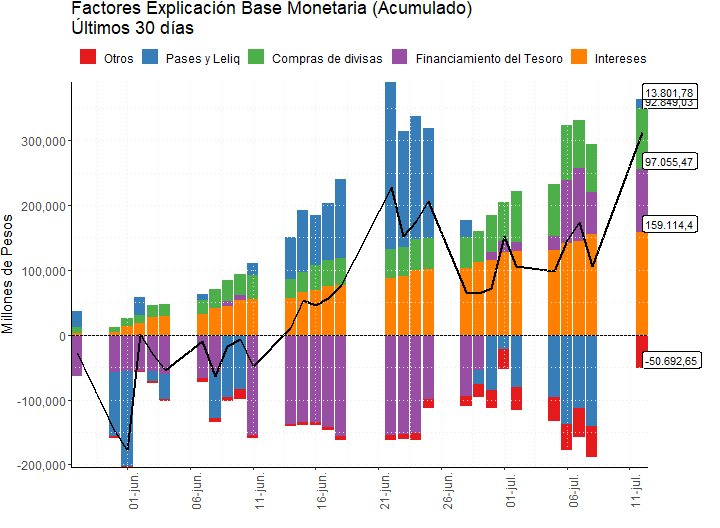 Factores Explicación Base Monetaria (Acumulado)
Últimos 30 días
Otros Pases y Leliq Compras de divisas Financiamiento del Tesoro Intereses
Millones de Pesos
300,000
200,000
100,000
0
-100,000
-200,000
13.801,78
92.849,03
97.055,47
159.114,4
-50.692,65
01-jun.
06-jun.
11-jun.
16-jun.
21-jun.
26-jun.
01-jul.
06-jul.
11-jul.